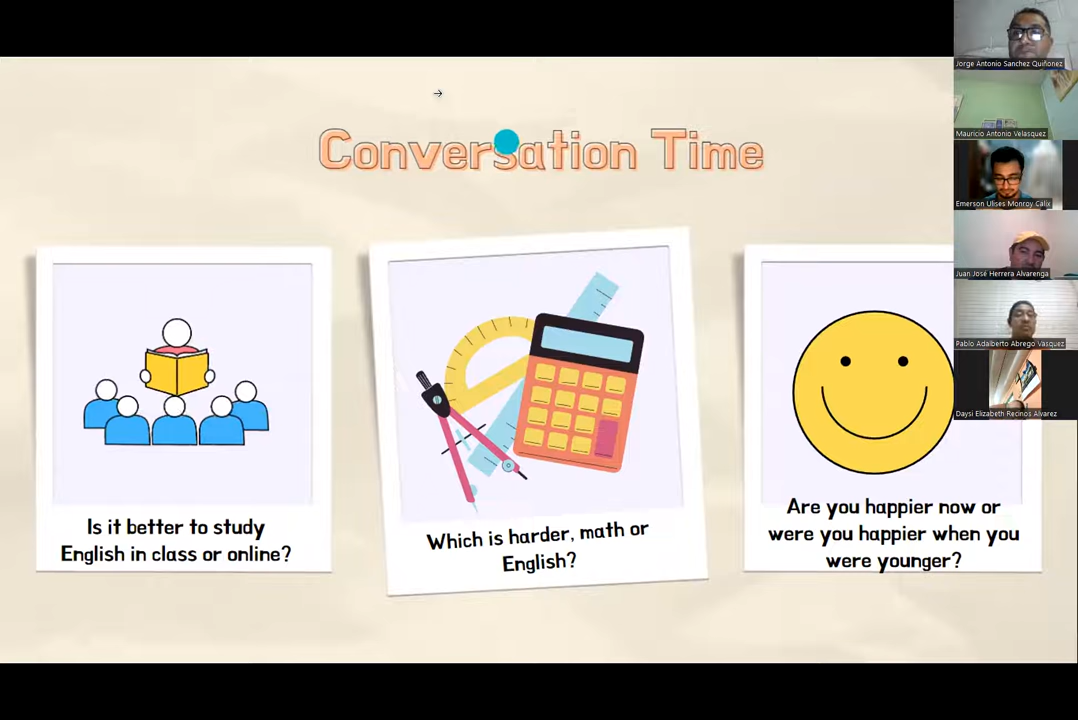 Conversation Time
Is it better to study
English in class or online?
Which is harder, math or
English?
Are you happier now or
were you happier when you
were younger?
Jorge Antonio Sanchez Quiñonez
Mauricio Antonio Velasquez
Emerson Ulises Monroy Calix
Juan José Herrera Alvarenga
Pablo Adalberto Abrego Vasquez
Daysi Elizabeth Recinos Alvarez